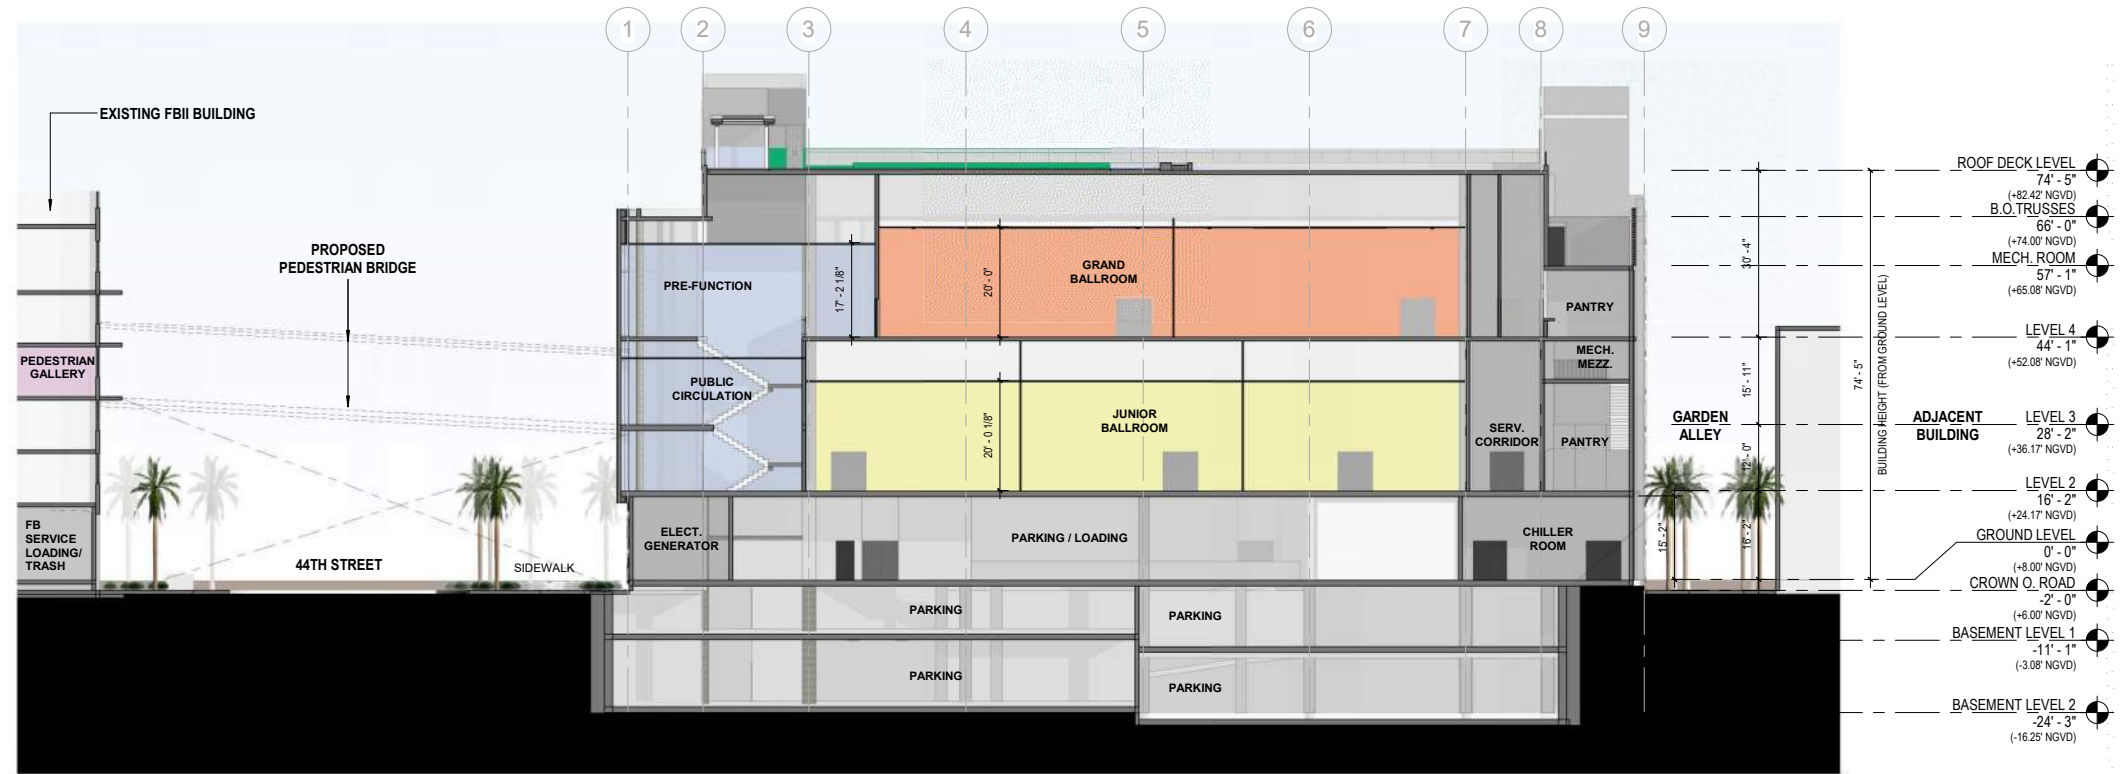 1 2 3 4 5 6 7 8 9
EXISTING FBII BUILDING
PROPOSED
PEDESTRIAN BRIDGE
PEDESTRIAN
GALLERY
FB
SERVICE
LOADING/
TRASH
44TH STREET
SIDEWALK
PRE-FUNCTION
17' - 2 1/8"
20' - 0"
GRAND
BALLROOM
PANTRY
MECH.
MEZZ.
PUBLIC
CIRCULATION
20' - 0 1/8"
JUNIOR
BALLROOM
SERV.
CORRIDOR
PANTRY
ELECT.
GENERATOR
PARKING / LOADING
CHILLER
ROOM
PARKING
PARKING
PARKING
PARKING
GARDEN
ALLEY
ADJACENT
BUILDING
30' - 4"
15' - 11"
12' - 0"
16' - 2"
15' - 2"
74' - 5"
BUILDING HEIGHT (FROM GROUND LEVEL)
ROOF DECK LEVEL
74' - 5"
(+82.42' NGVD)
B.O.TRUSSES
66' - 0"
(+74.00' NGVD)
MECH. ROOM
57' - 1"
(+65.08' NGVD)
LEVEL 4
44' - 1"
(+52.08' NGVD)
LEVEL 3
28' - 2"
(+36.17' NGVD)
LEVEL 2
16' - 2"
(+24.17' NGVD)
GROUND LEVEL
0' - 0"
(+8.00' NGVD)
CROWN O. ROAD
-2' - 0"
(+6.00' NGVD)
BASEMENT LEVEL 1
-11' - 1"
(-3.08' NGVD)
BASEMENT LEVEL 2
-24' - 3"
(-16.25' NGVD)